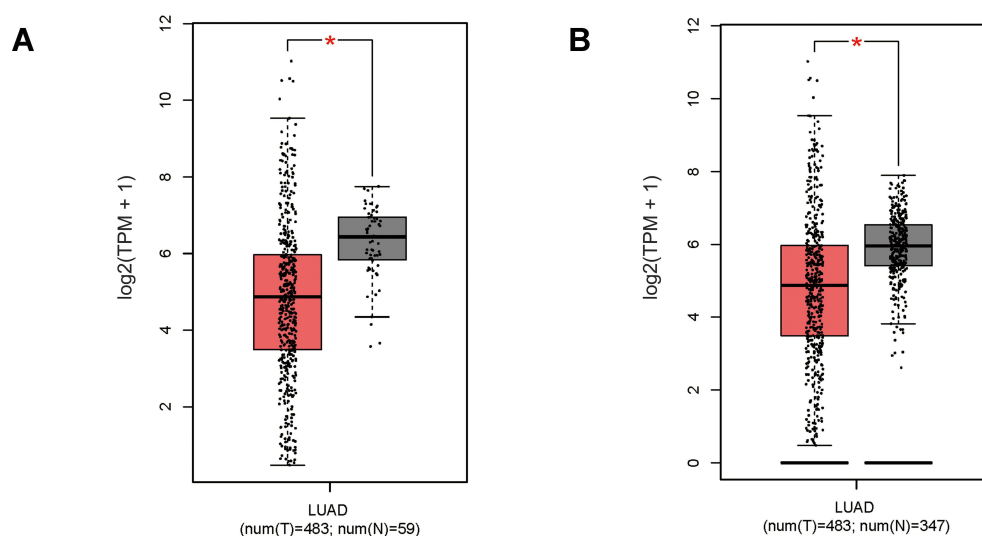 A
log2(TPM + 1)
12
10
8
6
4
2
*
LUAD
(num(T)=483; num(N)=59)
B
log2(TPM + 1)
12
10
8
6
4
2
0
*
LUAD
(num(T)=483; num(N)=347)